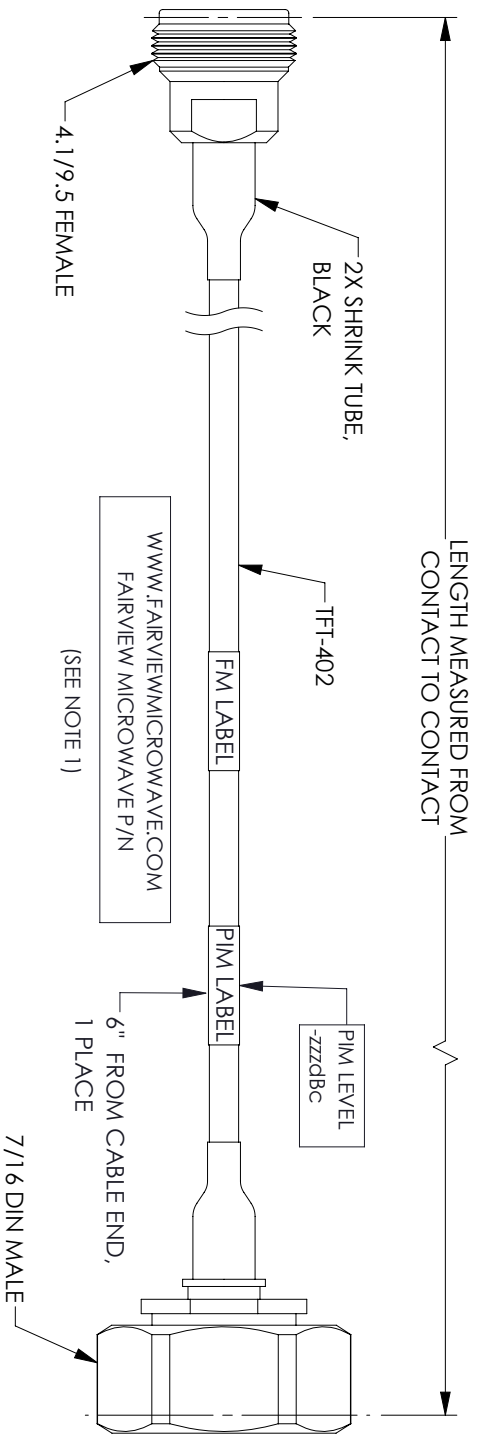 LENGTH MEASURED FROM
CONTACT TO CONTACT
2X SHRINK TUBE,
BLACK
TFT-402
PIM LEVEL
-zzzdBc
FM LABEL
PIM LABEL
4.1/9.5 FEMALE
WWW.FAIRVIEWMICROWAVE.COM
FAIRVIEW MICROWAVE P/N
(SEE NOTE 1)
6" FROM CABLE END,
1 PLACE
7/16 DIN MALE